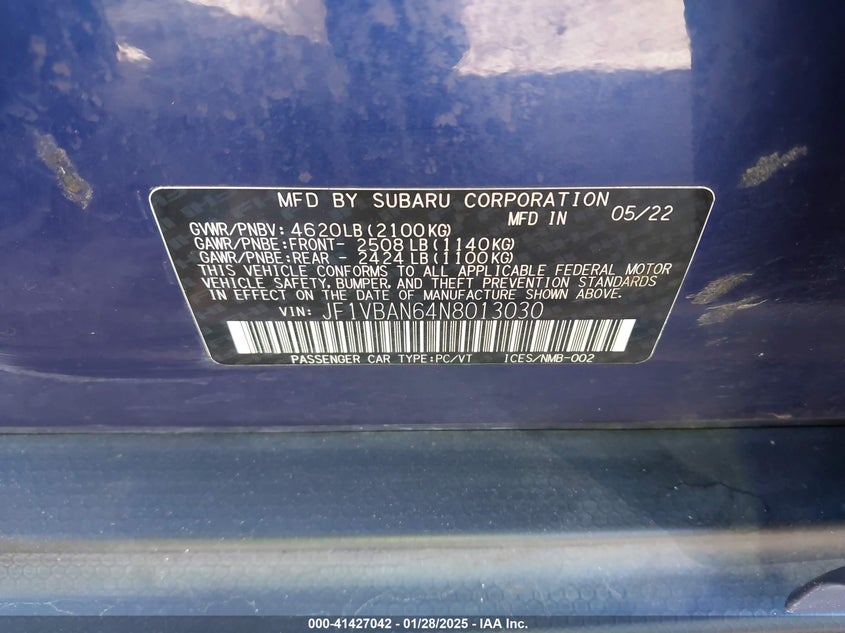 MFD BY SUBARU CORPORATION
MFD IN 05/22
GVWR/PNBV: 4620LB(2100KG)
GAWR/PNBE:FRONT- 2508 LB(1140KG)
GAWR/PNBE:REAR - 2424 LB(1100KG)
THIS VEHICLE CONFORMS TO ALL APPLICABLE FEDERAL MOTOR
VEHICLE SAFETY, BUMPER, AND THEFT PREVENTION STANDARDS
IN EFFECT ON THE DATE OF MANUFACTURE SHOWN ABOVE.
VIN: JF1VBAN64N8013030
PASSENGER CAR TYPE:PC/VT ICES/NMB-002
000-41427042 - 01/28/2025 - IAA Inc.